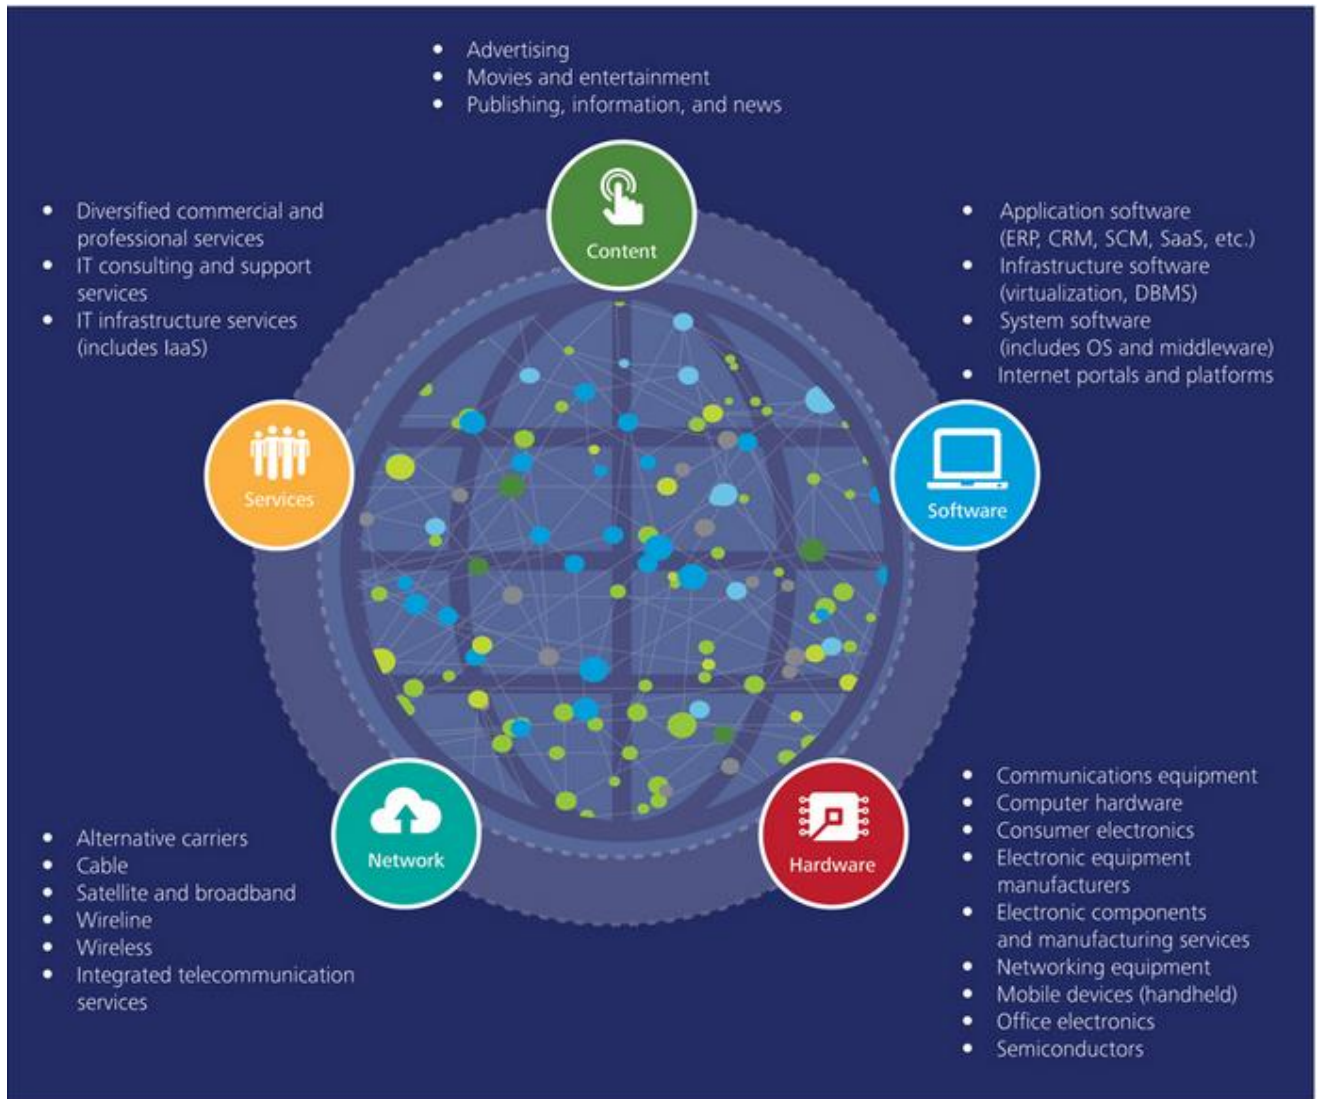 • Advertising
• Movies and entertainment
• Publishing, information, and news
Content
• Diversified commercial and
professional services
• IT consulting and support
services
• IT infrastructure services
(includes IaaS)
Services
• Application software
(ERP, CRM, SCM, SaaS, etc.)
• Infrastructure software
(virtualization, DBMS)
• System software
(includes OS and middleware)
• Internet portals and platforms
Software
• Alternative carriers
• Cable
• Satellite and broadband
• Wireline
• Wireless
• Integrated telecommunication
services
Network
Hardware
• Communications equipment
• Computer hardware
• Consumer electronics
• Electronic equipment
manufacturers
• Electronic components
and manufacturing services
• Networking equipment
• Mobile devices (handheld)
• Office electronics
• Semiconductors